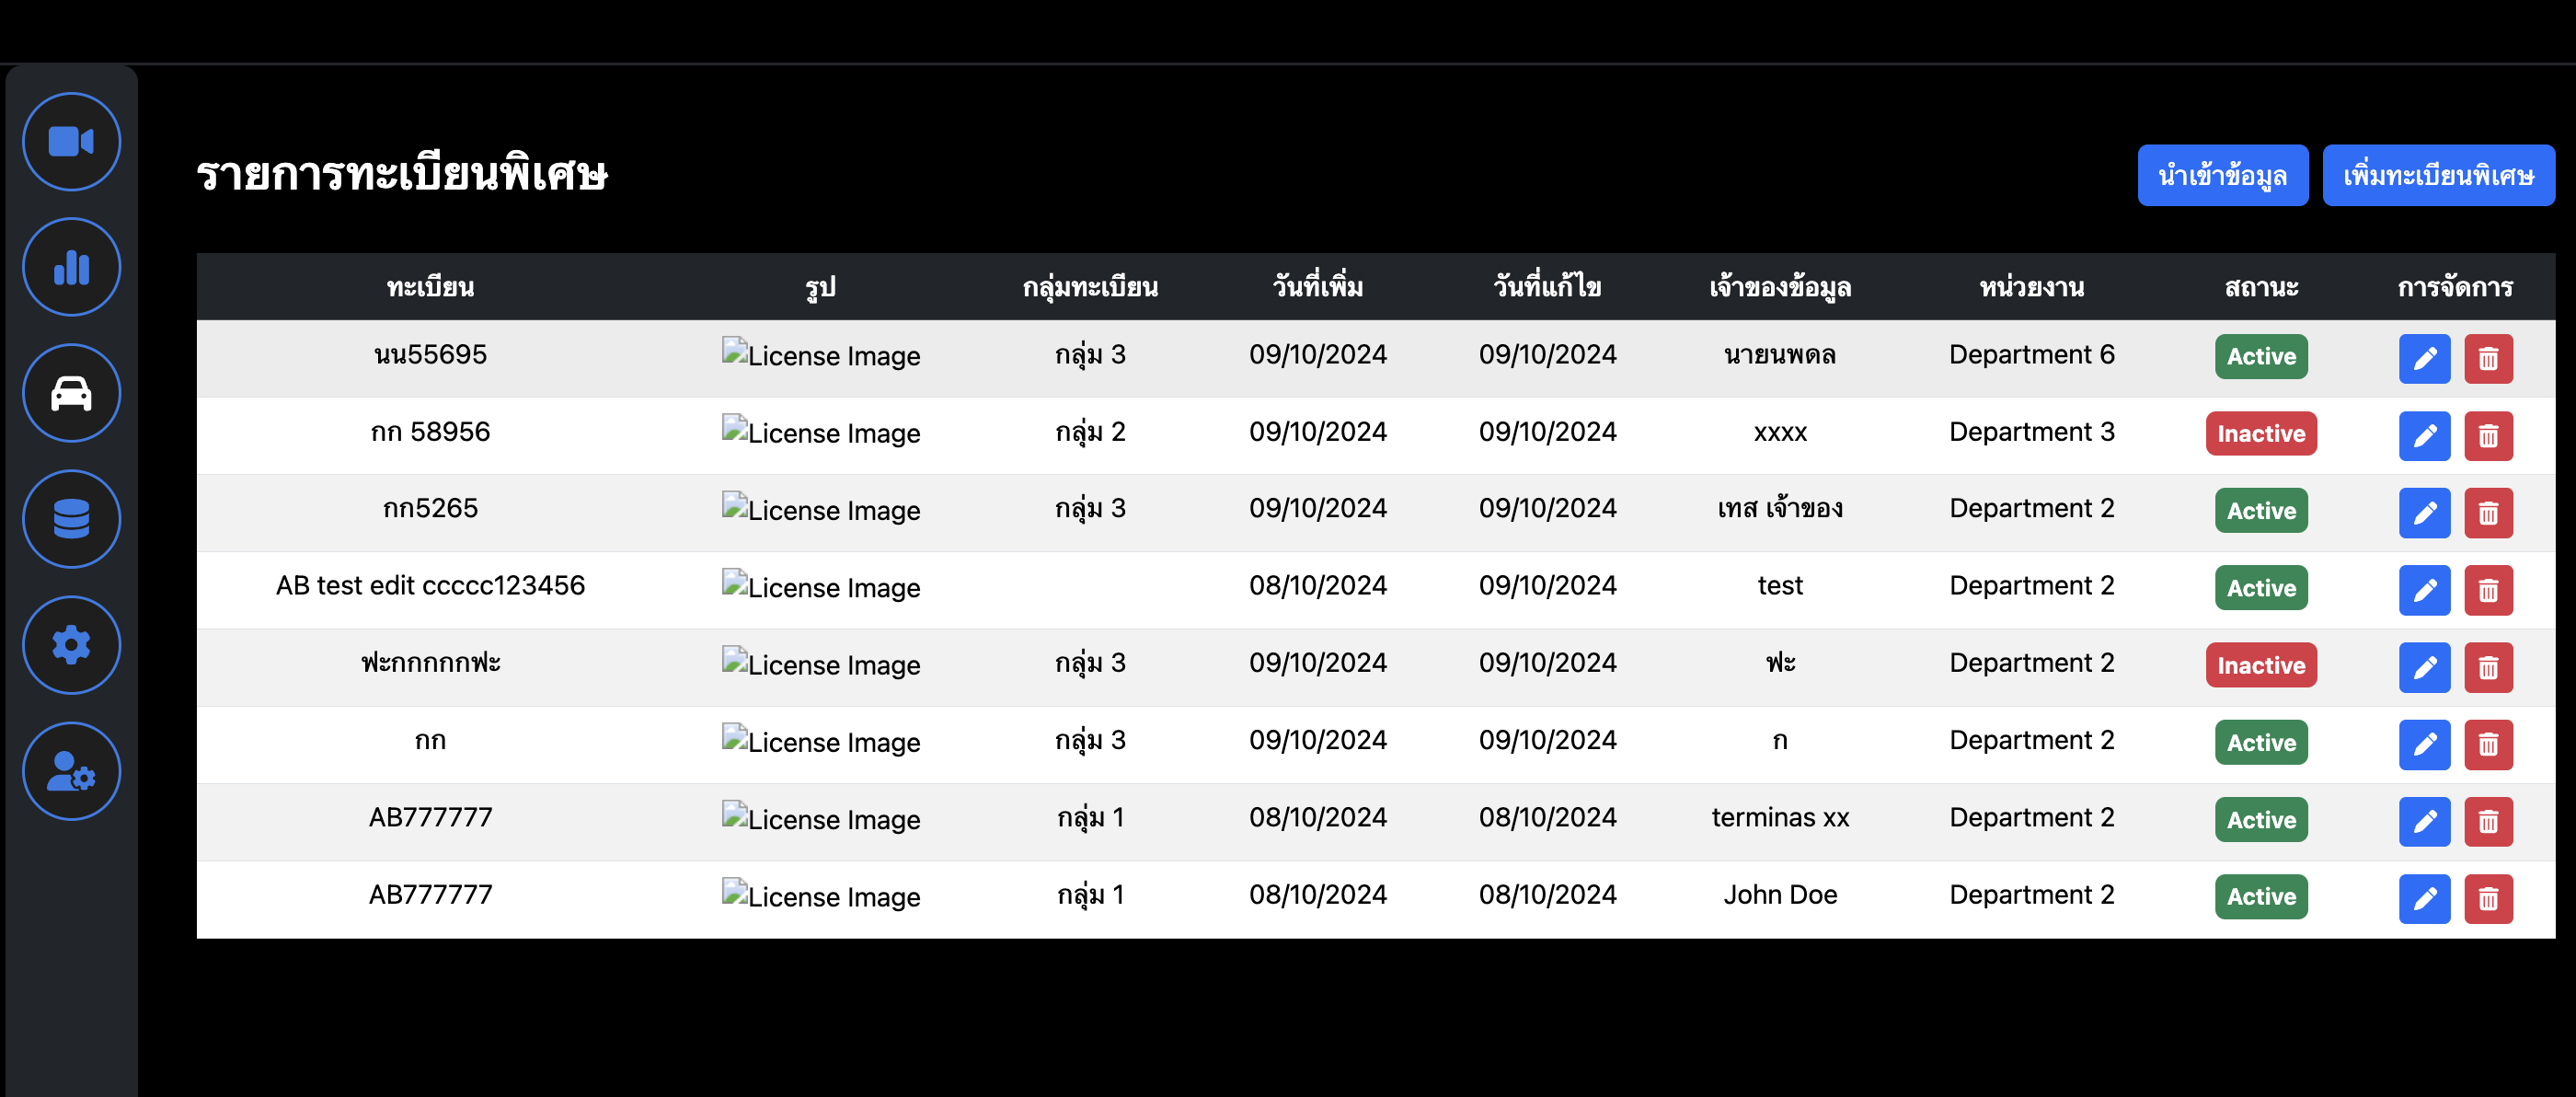 รายการทะเบียนพิเศษ นำเข้าข้อมูล เพิ่มทะเบียนพิเศษ
ทะเบียน รูป กลุ่มทะเบียน วันที่เพิ่ม วันที่แก้ไข เจ้าของข้อมูล หน่วยงาน สถานะ การจัดการ
นน55695 License Image กลุ่ม 3 09/10/2024 09/10/2024 นายนพดล Department 6 Active
กก 58956 License Image กลุ่ม 2 09/10/2024 09/10/2024 xxxx Department 3 Inactive
กก5265 License Image กลุ่ม 3 09/10/2024 09/10/2024 เทส เจ้าของ Department 2 Active
AB test edit ccccc123456 License Image 08/10/2024 09/10/2024 test Department 2 Active
ฟะกกกกกฟะ License Image กลุ่ม 3 09/10/2024 09/10/2024 ฟะ Department 2 Inactive
กก License Image กลุ่ม 3 09/10/2024 09/10/2024 ก Department 2 Active
AB777777 License Image กลุ่ม 1 08/10/2024 08/10/2024 terminas xx Department 2 Active
AB777777 License Image กลุ่ม 1 08/10/2024 08/10/2024 John Doe Department 2 Active